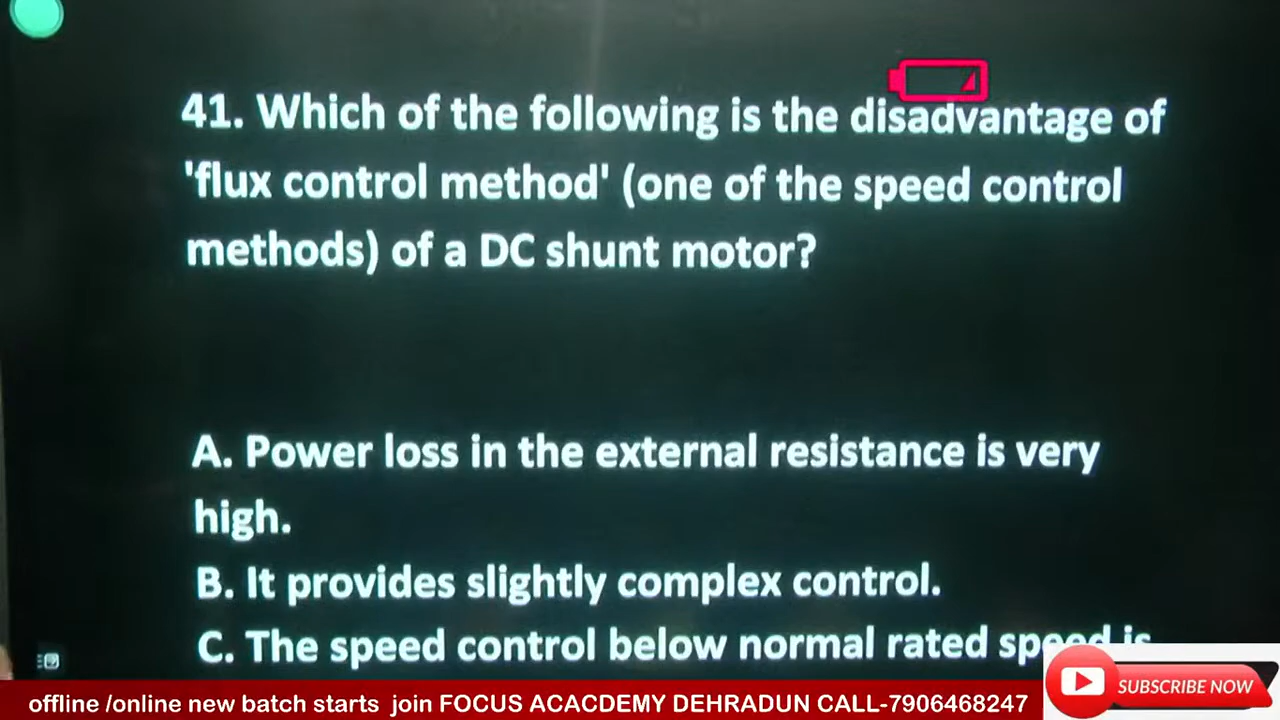 41. Which of the following is the disadvantage of
'flux control method' (one of the speed control
methods) of a DC shunt motor?
A. Power loss in the external resistance is very
high.
B. It provides slightly complex control.
C. The speed control below normal rated speed is
offline /online new batch starts join FOCUS ACACDEMY DEHRADUN CALL-7906468247
SUBSCRIBE NOW